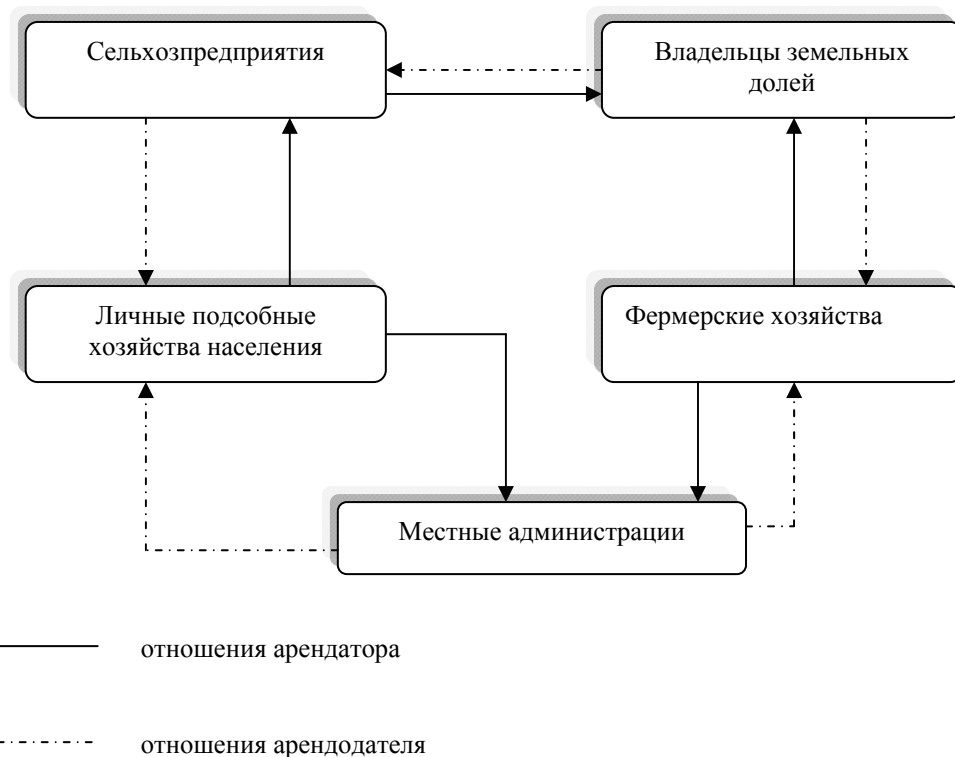 Сельхозпредприятия
Владельцы земельных
долей
Личные подсобные
хозяйства населения
Фермерские хозяйства
Местные администрации
отношения арендатора
отношения арендодателя